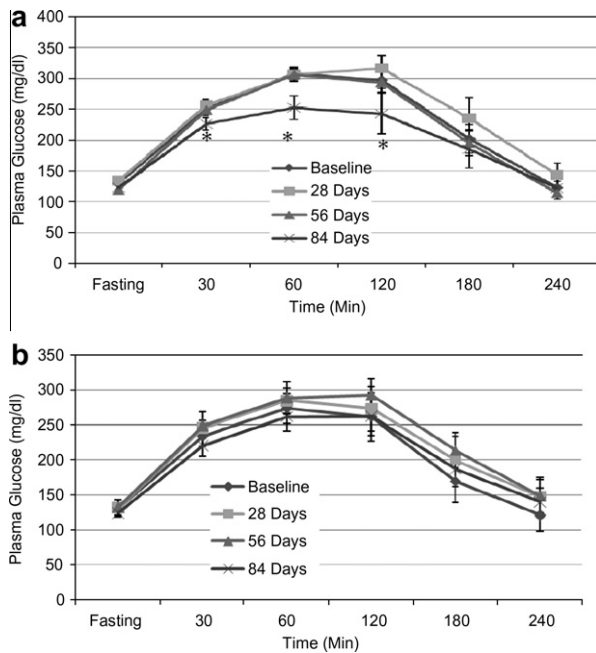 a
Plasma Glucose (mg/dl)
400
350
300
250
200
150
100
50
0
*
*
*
Baseline
28 Days
56 Days
84 Days
Fasting 30 60 120 180 240
Time (Min)
b
Plasma Glucose (mg/dl)
350
300
250
200
150
100
50
0
Baseline
28 Days
56 Days
84 Days
Fasting 30 60 120 180 240
Time (Min)